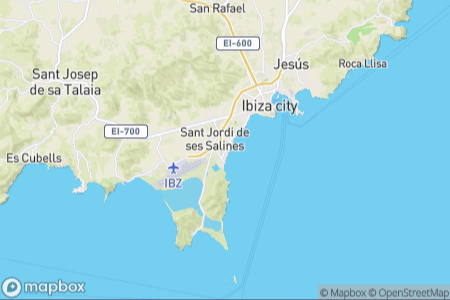 San Rafael
EI-600
Jesús
Roca Llisa
Sant Josep
de sa Talaia
Ibiza city
EI-700
Sant Jordi de
ses Salines
Es Cubells
IBZ
mapbox
© Mapbox © OpenStreetMap